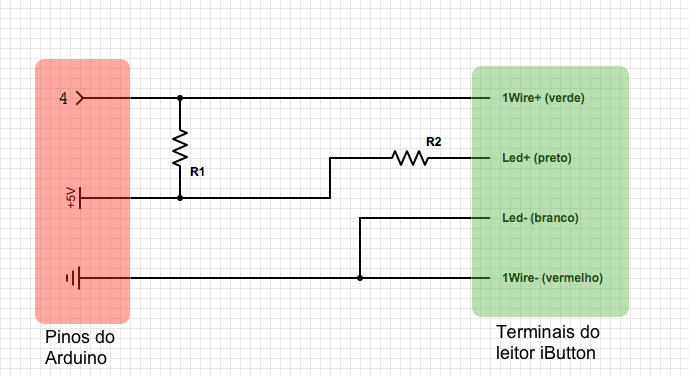 4
1Wire+ (verde)
R2
R1
Led+ (preto)
+5V
Led- (branco)
1Wire- (vermelho)
Pinos do
Arduino
Terminais do
leitor iButton